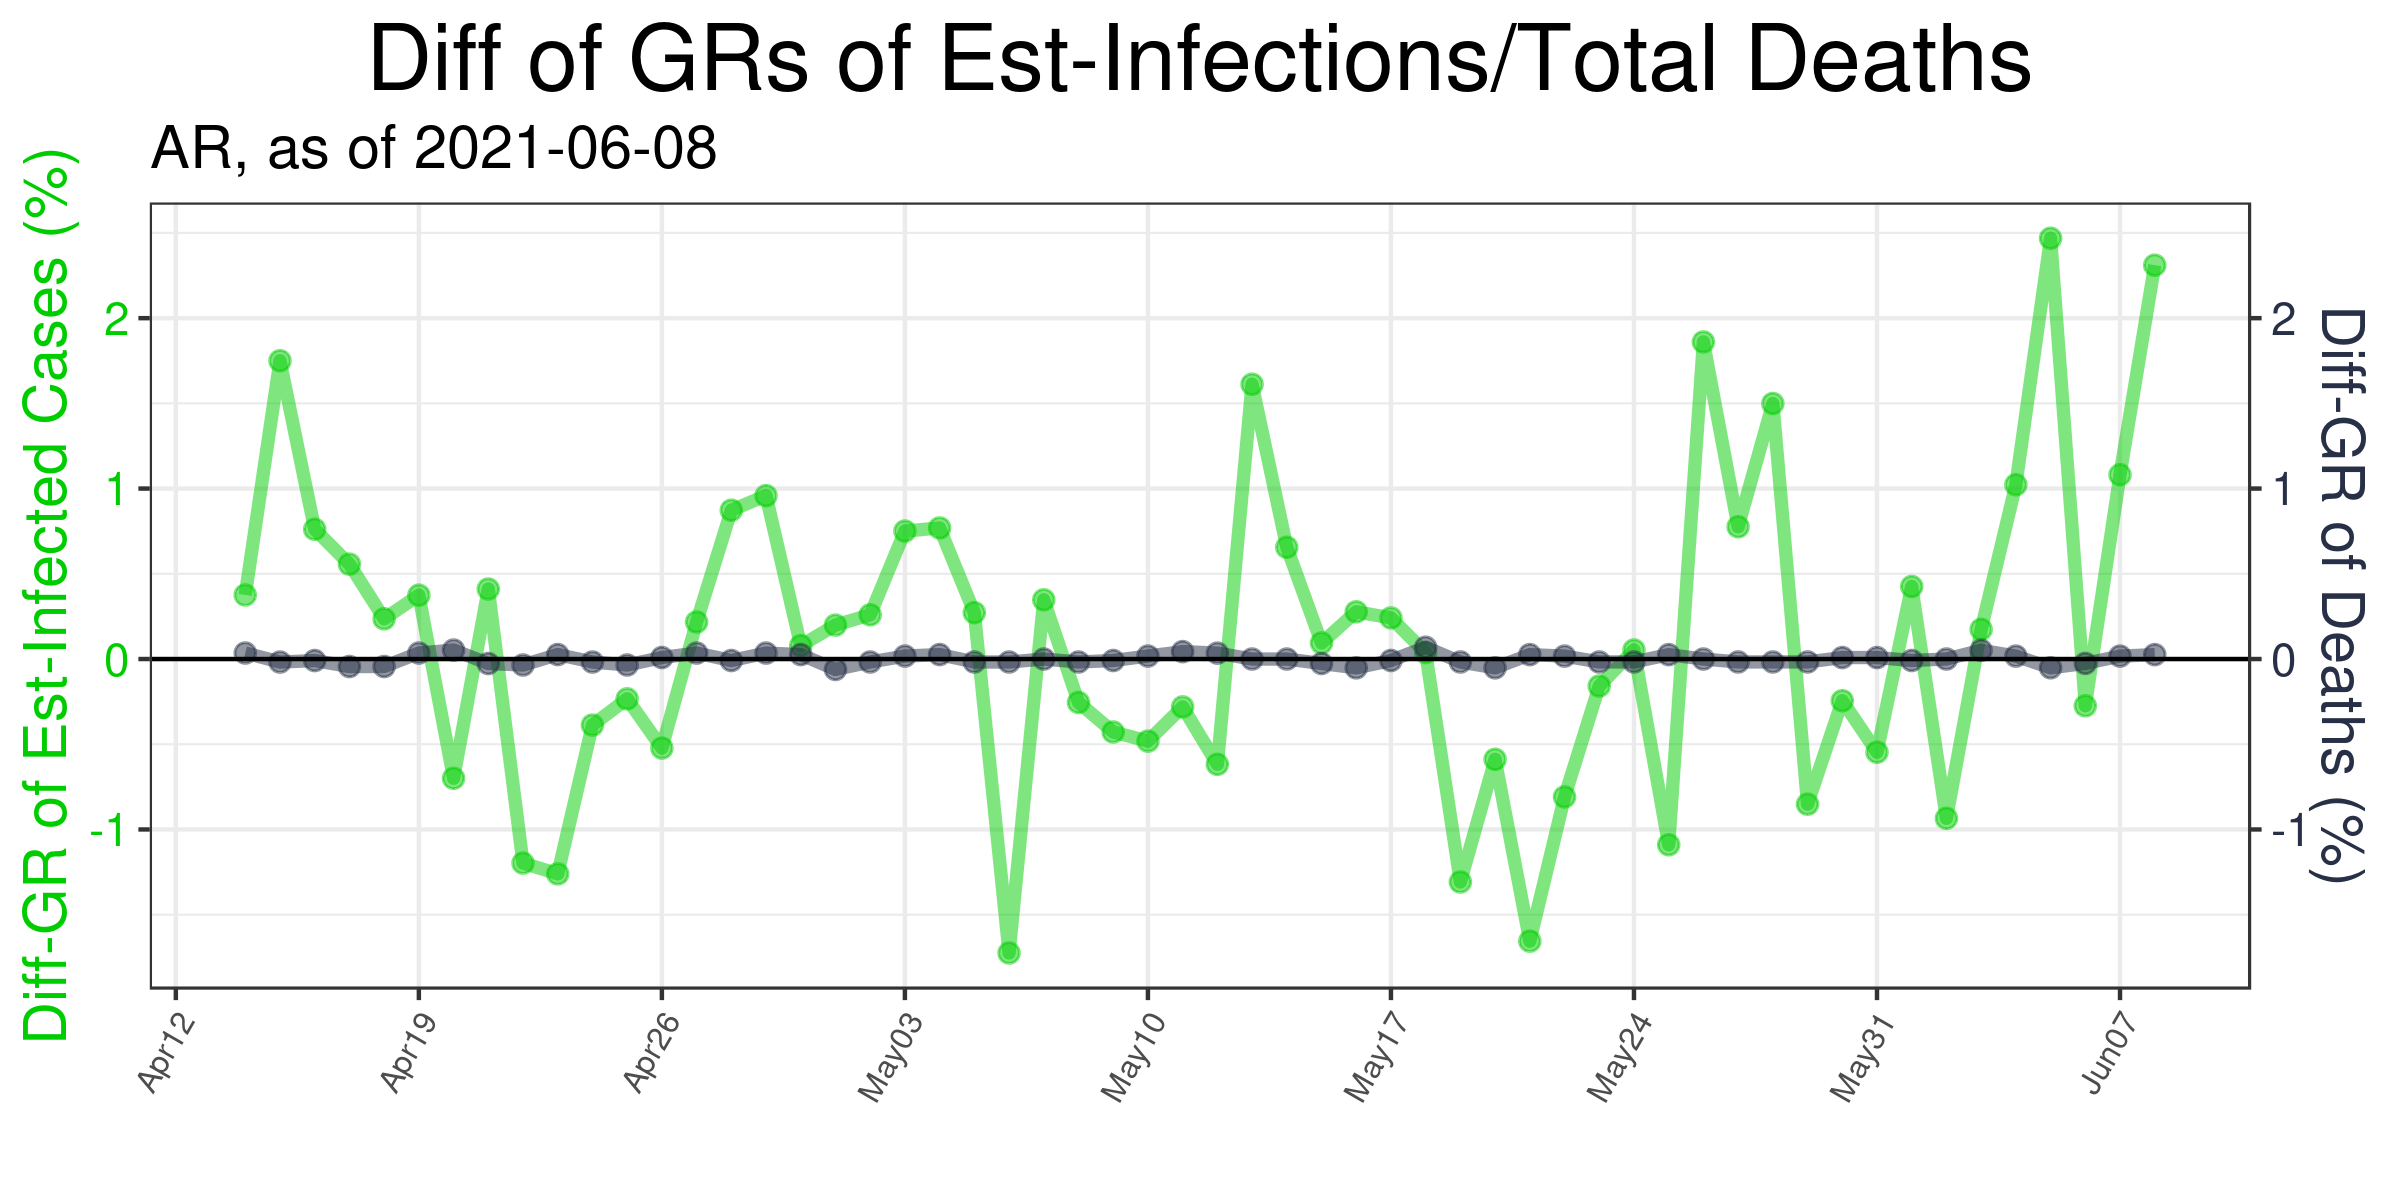 Diff of GRs of Est-Infections/Total Deaths
AR, as of 2021-06-08
Diff-GR of Est-Infected Cases (%)
2
1
0
-1
2
1
0
-1
Diff-GR of Deaths (%)
Apr12
Apr19
Apr26
May03
May10
May17
May24
May31
Jun07